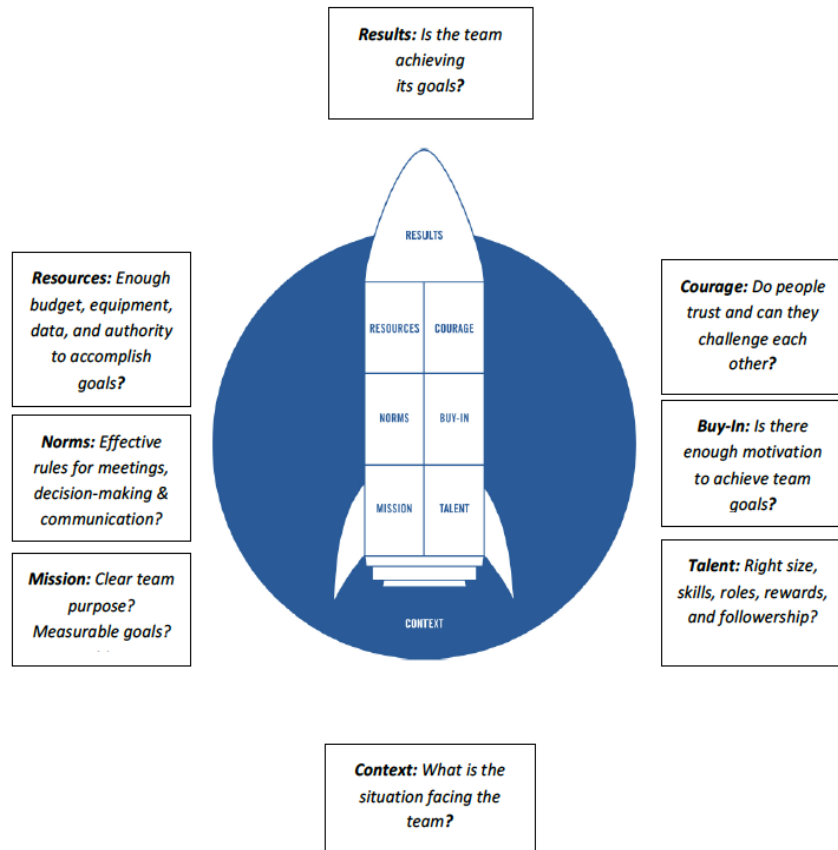 Results: Is the team
achieving
its goals?
RESULTS
Resources: Enough
budget, equipment,
data, and authority
to accomplish
goals?
Courage: Do people
trust and can they
challenge each
other?
RESOURCES
COURAGE
Norms: Effective
rules for meetings,
decision-making &
communication?
NORMS
BUY-IN
Buy-In: Is there
enough motivation
to achieve team
goals?
Mission: Clear team
purpose?
Measurable goals?
MISSION
TALENT
Talent: Right size,
skills, roles, rewards,
and followership?
CONTEXT
Context: What is the
situation facing the
team?